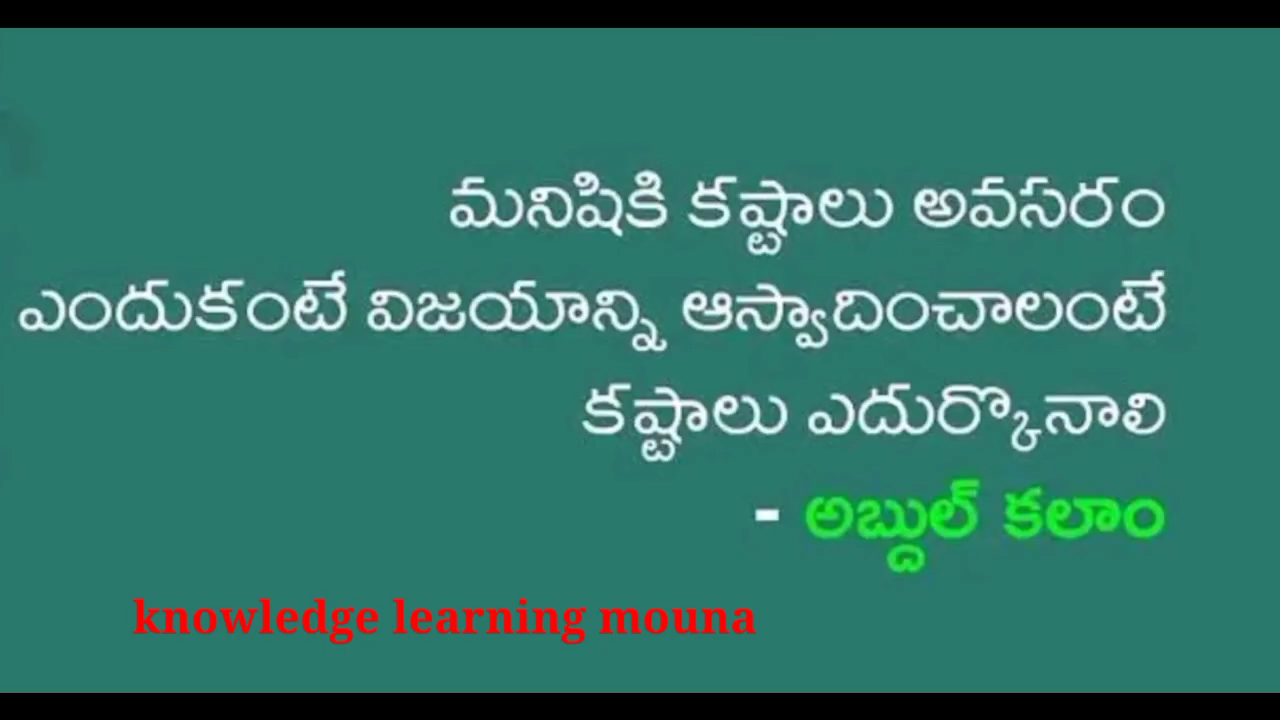 మనిషికి కష్టాలు అవసరం
ఎందుకంటే విజయాన్ని ఆస్వాదించాలంటే
కష్టాలు ఎదుర్కొనాలి
- అబ్దుల్ కలాం
knowledge learning mouna